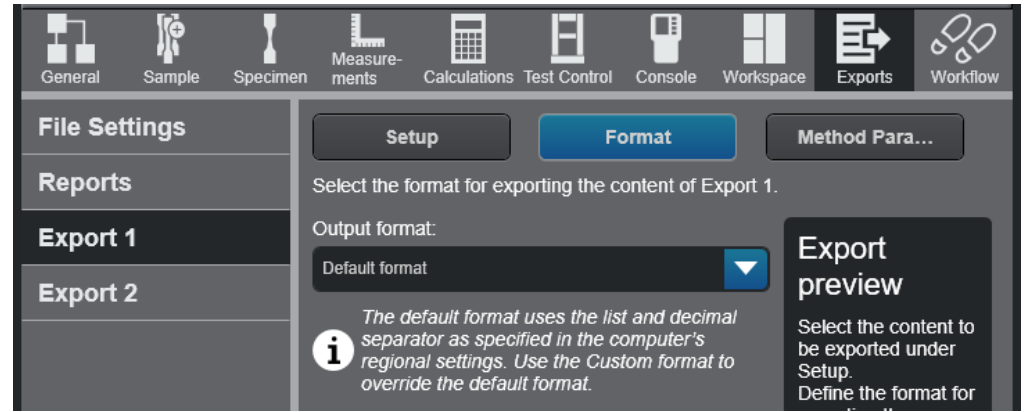 General
Sample
Specimen
Measure-
ments
Calculations
Test Control
Console
Workspace
Exports
Workflow
File Settings
Reports
Export 1
Export 2
Setup
Format
Method Para...
Select the format for exporting the content of Export 1.
Output format:
Default format
The default format uses the list and decimal
separator as specified in the computer's
regional settings. Use the Custom format to
override the default format.
Export
preview
Select the content to
be exported under
Setup.
Define the format for